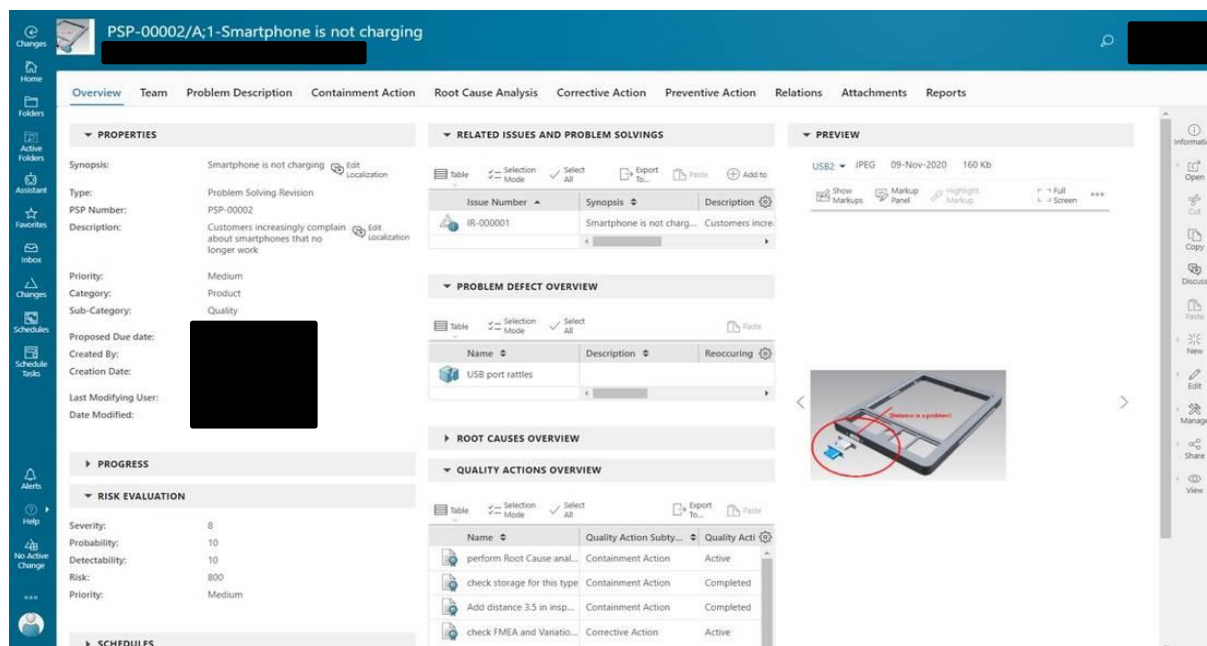 PSP-00002/A;1-Smartphone is not charging
Changes
Home
Folders
Active
Folders
Assistant
Favorites
Inbox
Changes
Schedules
Schedule
Tasks
Alerts
Help
No Active
Change
Overview Team Problem Description Containment Action Root Cause Analysis Corrective Action Preventive Action Relations Attachments Reports
PROPERTIES
Synopsis: Smartphone is not charging Edit
Localization
Type: Problem Solving Revision
PSP Number: PSP-00002
Description: Customers increasingly complain Edit
about smartphones that no Localization
longer work
Priority: Medium
Category: Product
Sub-Category: Quality
Proposed Due date:
Created By:
Creation Date:
Last Modifying User:
Date Modified:
PROGRESS
RISK EVALUATION
Severity: 8
Probability: 10
Detectability: 10
Risk: 800
Priority: Medium
SCHEDULES
RELATED ISSUES AND PROBLEM SOLVINGS
Table Selection Mode Select All Export To... Paste Add to
Issue Number Synopsis Description
IR-000001 Smartphone is not charg... Customers incre
PROBLEM DEFECT OVERVIEW
Table Selection Mode Select All Paste
Name Description Reoccuring
USB port rattles
ROOT CAUSES OVERVIEW
QUALITY ACTIONS OVERVIEW
Table Selection Mode Select All Export To... Paste
Name Quality Action Subty... Quality Acti
perform Root Cause anal... Containment Action Active
check storage for this type Containment Action Completed
Add distance 3.5 in insp... Containment Action Completed
check FMEA and Variatio... Corrective Action Active
PREVIEW
USB2 JPEG 09-Nov-2020 160 Kb
Show Markups Markup Panel Highlight Markup Full Screen
Distance is a problem!
Informati
Open
Cut
Copy
Discuss
Paste
New
Edit
Manage
Share
View